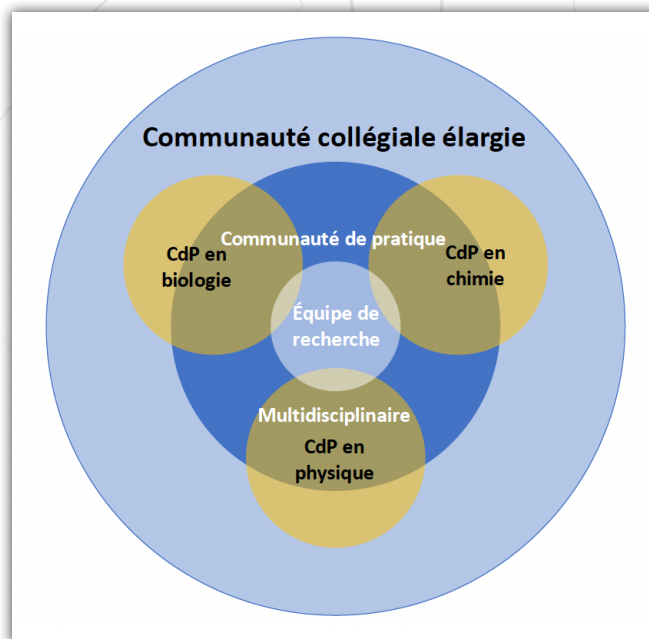 Communauté collégiale élargie
Communauté de pratique
CdP en
biologie
CdP en
chimie
Équipe de
recherche
Multidisciplinaire
CdP en
physique